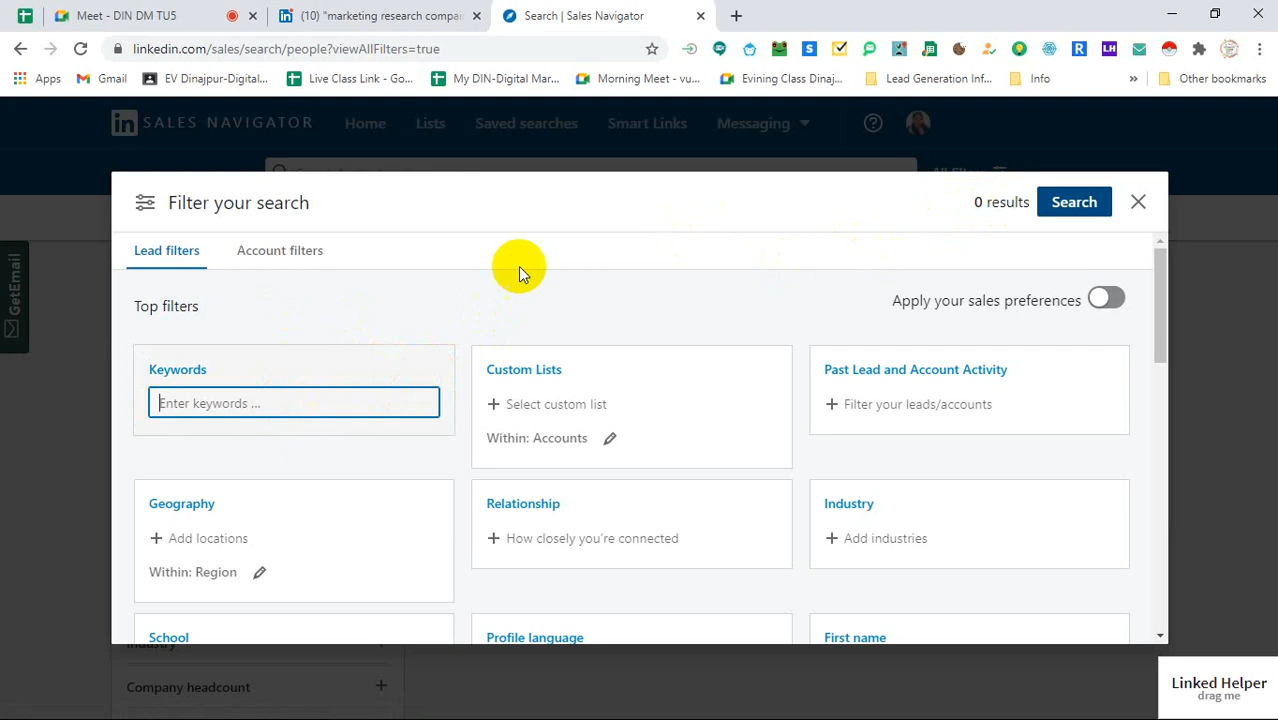 Meet - DIN DM TU5
(10) "marketing research compa
Search | Sales Navigator
linkedin.com/sales/search/people?viewAllFilters=true
Apps
Gmail
EV Dinajpur-Digital...
Live Class Link - Go...
My DIN-Digital Mar...
Morning Meet - vu...
Evining Class Dinaj...
Lead Generation Inf...
Info
»
Other bookmarks
in SALES NAVIGATOR
Home
Lists
Saved searches
Smart Links
Messaging
Filter your search
0 results
Search
Lead filters
Account filters
GetEmail
Top filters
Apply your sales preferences
Keywords
Enter keywords ...
Custom Lists
+ Select custom list
Within: Accounts
Past Lead and Account Activity
+ Filter your leads/accounts
Geography
+ Add locations
Within: Region
Relationship
+ How closely you're connected
Industry
+ Add industries
School
Profile language
First name
Industry
Company headcount +
Linked Helper
drag me